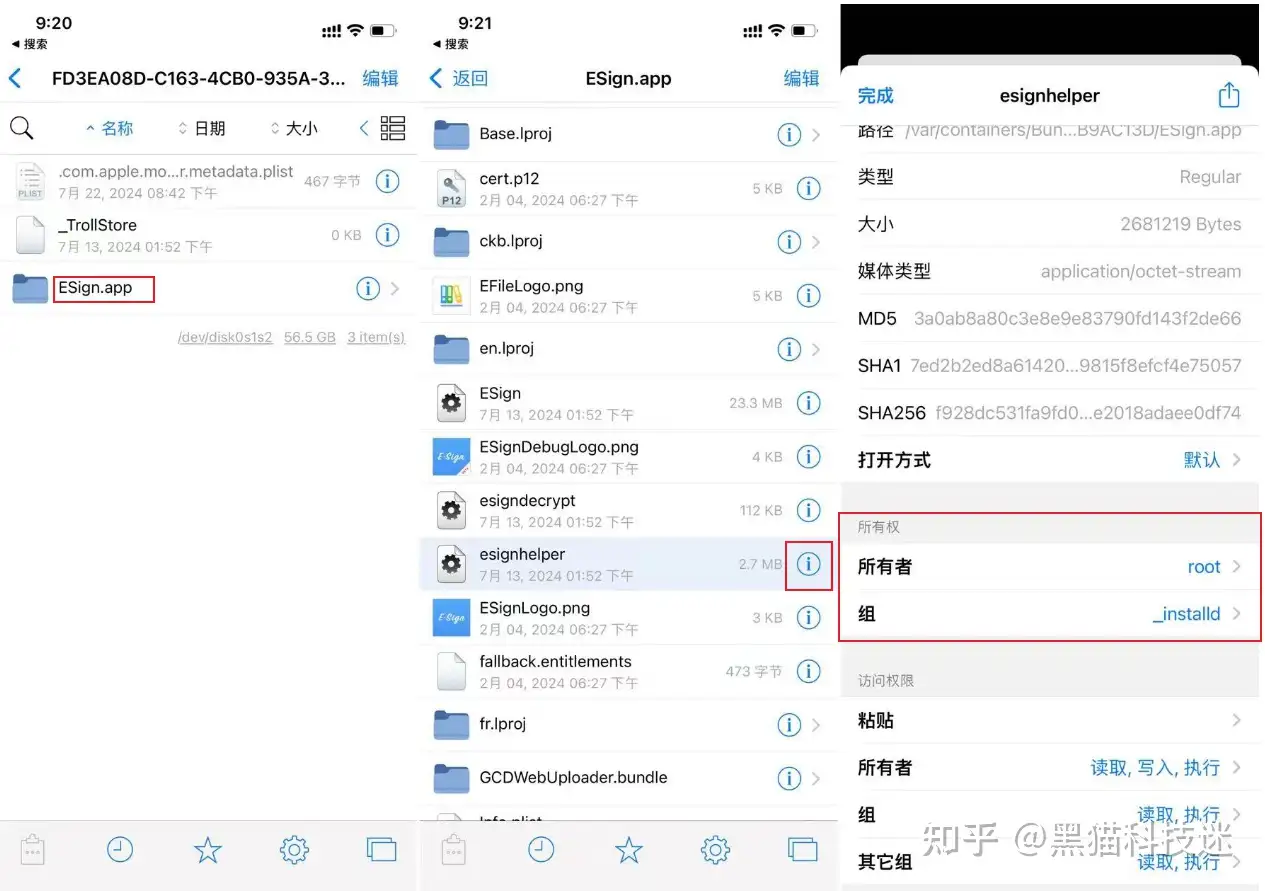 9:20
◀ 搜索
FD3EA08D-C163-4CB0-935A-3...
编辑
名称
日期
大小
.com.apple.mo...r.metadata.plist
7月 22, 2024 08:42 下午
467 字节
PLIST
_TrollStore
7月 13, 2024 01:52 下午
0 KB
ESign.app
/dev/disk0s1s2 56.5 GB 3 item(s)
9:21
◀ 搜索
返回
ESign.app
编辑
Base.lproj
cert.p12
2月 04, 2024 06:27 下午
5 KB
P12
ckb.lproj
EFileLogo.png
2月 04, 2024 06:27 下午
5 KB
en.lproj
ESign
7月 13, 2024 01:52 下午
23.3 MB
ESignDebugLogo.png
2月 04, 2024 06:27 下午
4 KB
E-Sign
esigndecrypt
7月 13, 2024 01:52 下午
112 KB
esignhelper
7月 13, 2024 01:52 下午
2.7 MB
ESignLogo.png
2月 04, 2024 06:27 下午
3 KB
E-Sign
fallback.entitlements
2月 04, 2024 06:27 下午
473 字节
fr.lproj
GCDWebUploader.bundle
Info.plist
完成
esignhelper
路径 /var/containers/Bun...B9AC13D/ESign.app
类型 Regular
大小 2681219 Bytes
媒体类型 application/octet-stream
MD5 3a0ab8a80c3e8e9e83790fd143f2de66
SHA1 7ed2b2ed8a61420...9815f8efcf4e75057
SHA256 f928dc531fa9fd0...e2018adaee0df74
打开方式 默认
所有权
所有者 root
组 _installd
访问权限
粘贴
所有者 读取, 写入, 执行
组 读取, 执行
其它组 读取, 执行
知乎 @黑猫科技迷